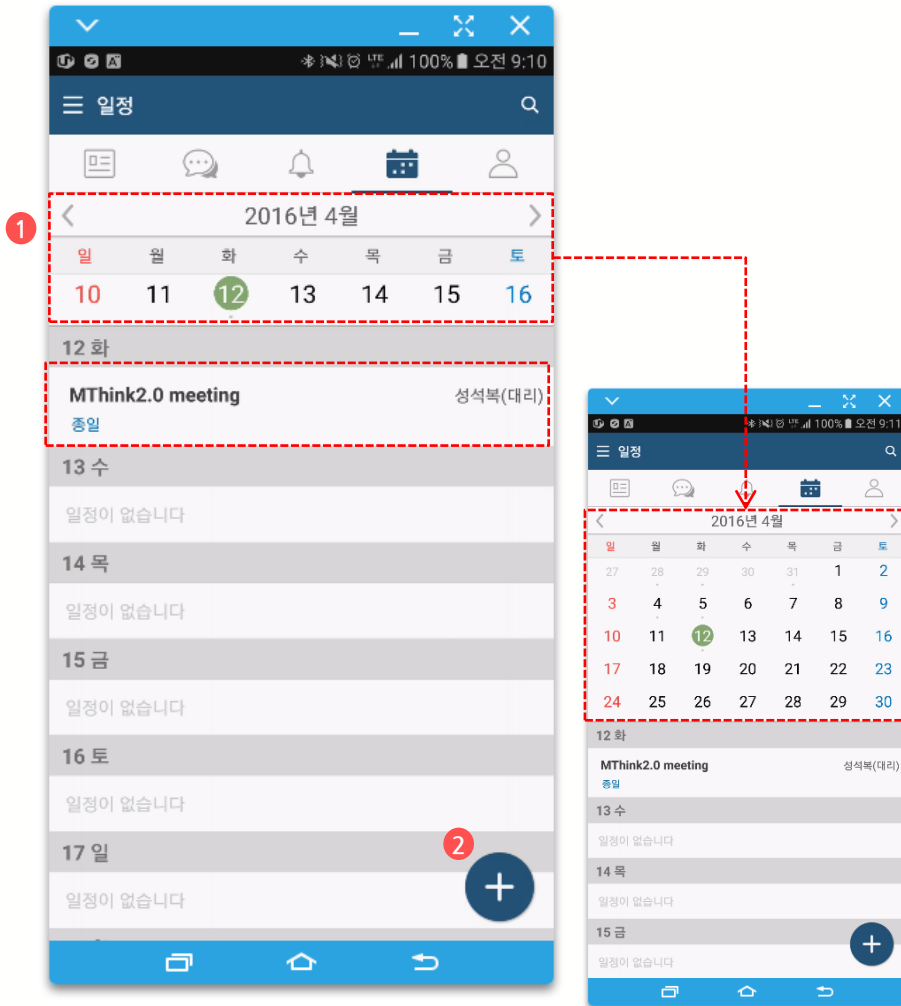 100% 오전 9:10
일정
1
2016년 4월
일 월 화 수 목 금 토
10 11 12 13 14 15 16
12 화
MThink2.0 meeting 성석복(대리)
종일
13 수
일정이 없습니다
14 목
일정이 없습니다
15 금
일정이 없습니다
16 토
일정이 없습니다
17 일
2
일정이 없습니다
100% 오전 9:11
일정
2016년 4월
일 월 화 수 목 금 토
27 28 29 30 31 1 2
3 4 5 6 7 8 9
10 11 12 13 14 15 16
17 18 19 20 21 22 23
24 25 26 27 28 29 30
12 화
MThink2.0 meeting 성석복(대리)
종일
13 수
일정이 없습니다
14 목
일정이 없습니다
15 금
일정이 없습니다